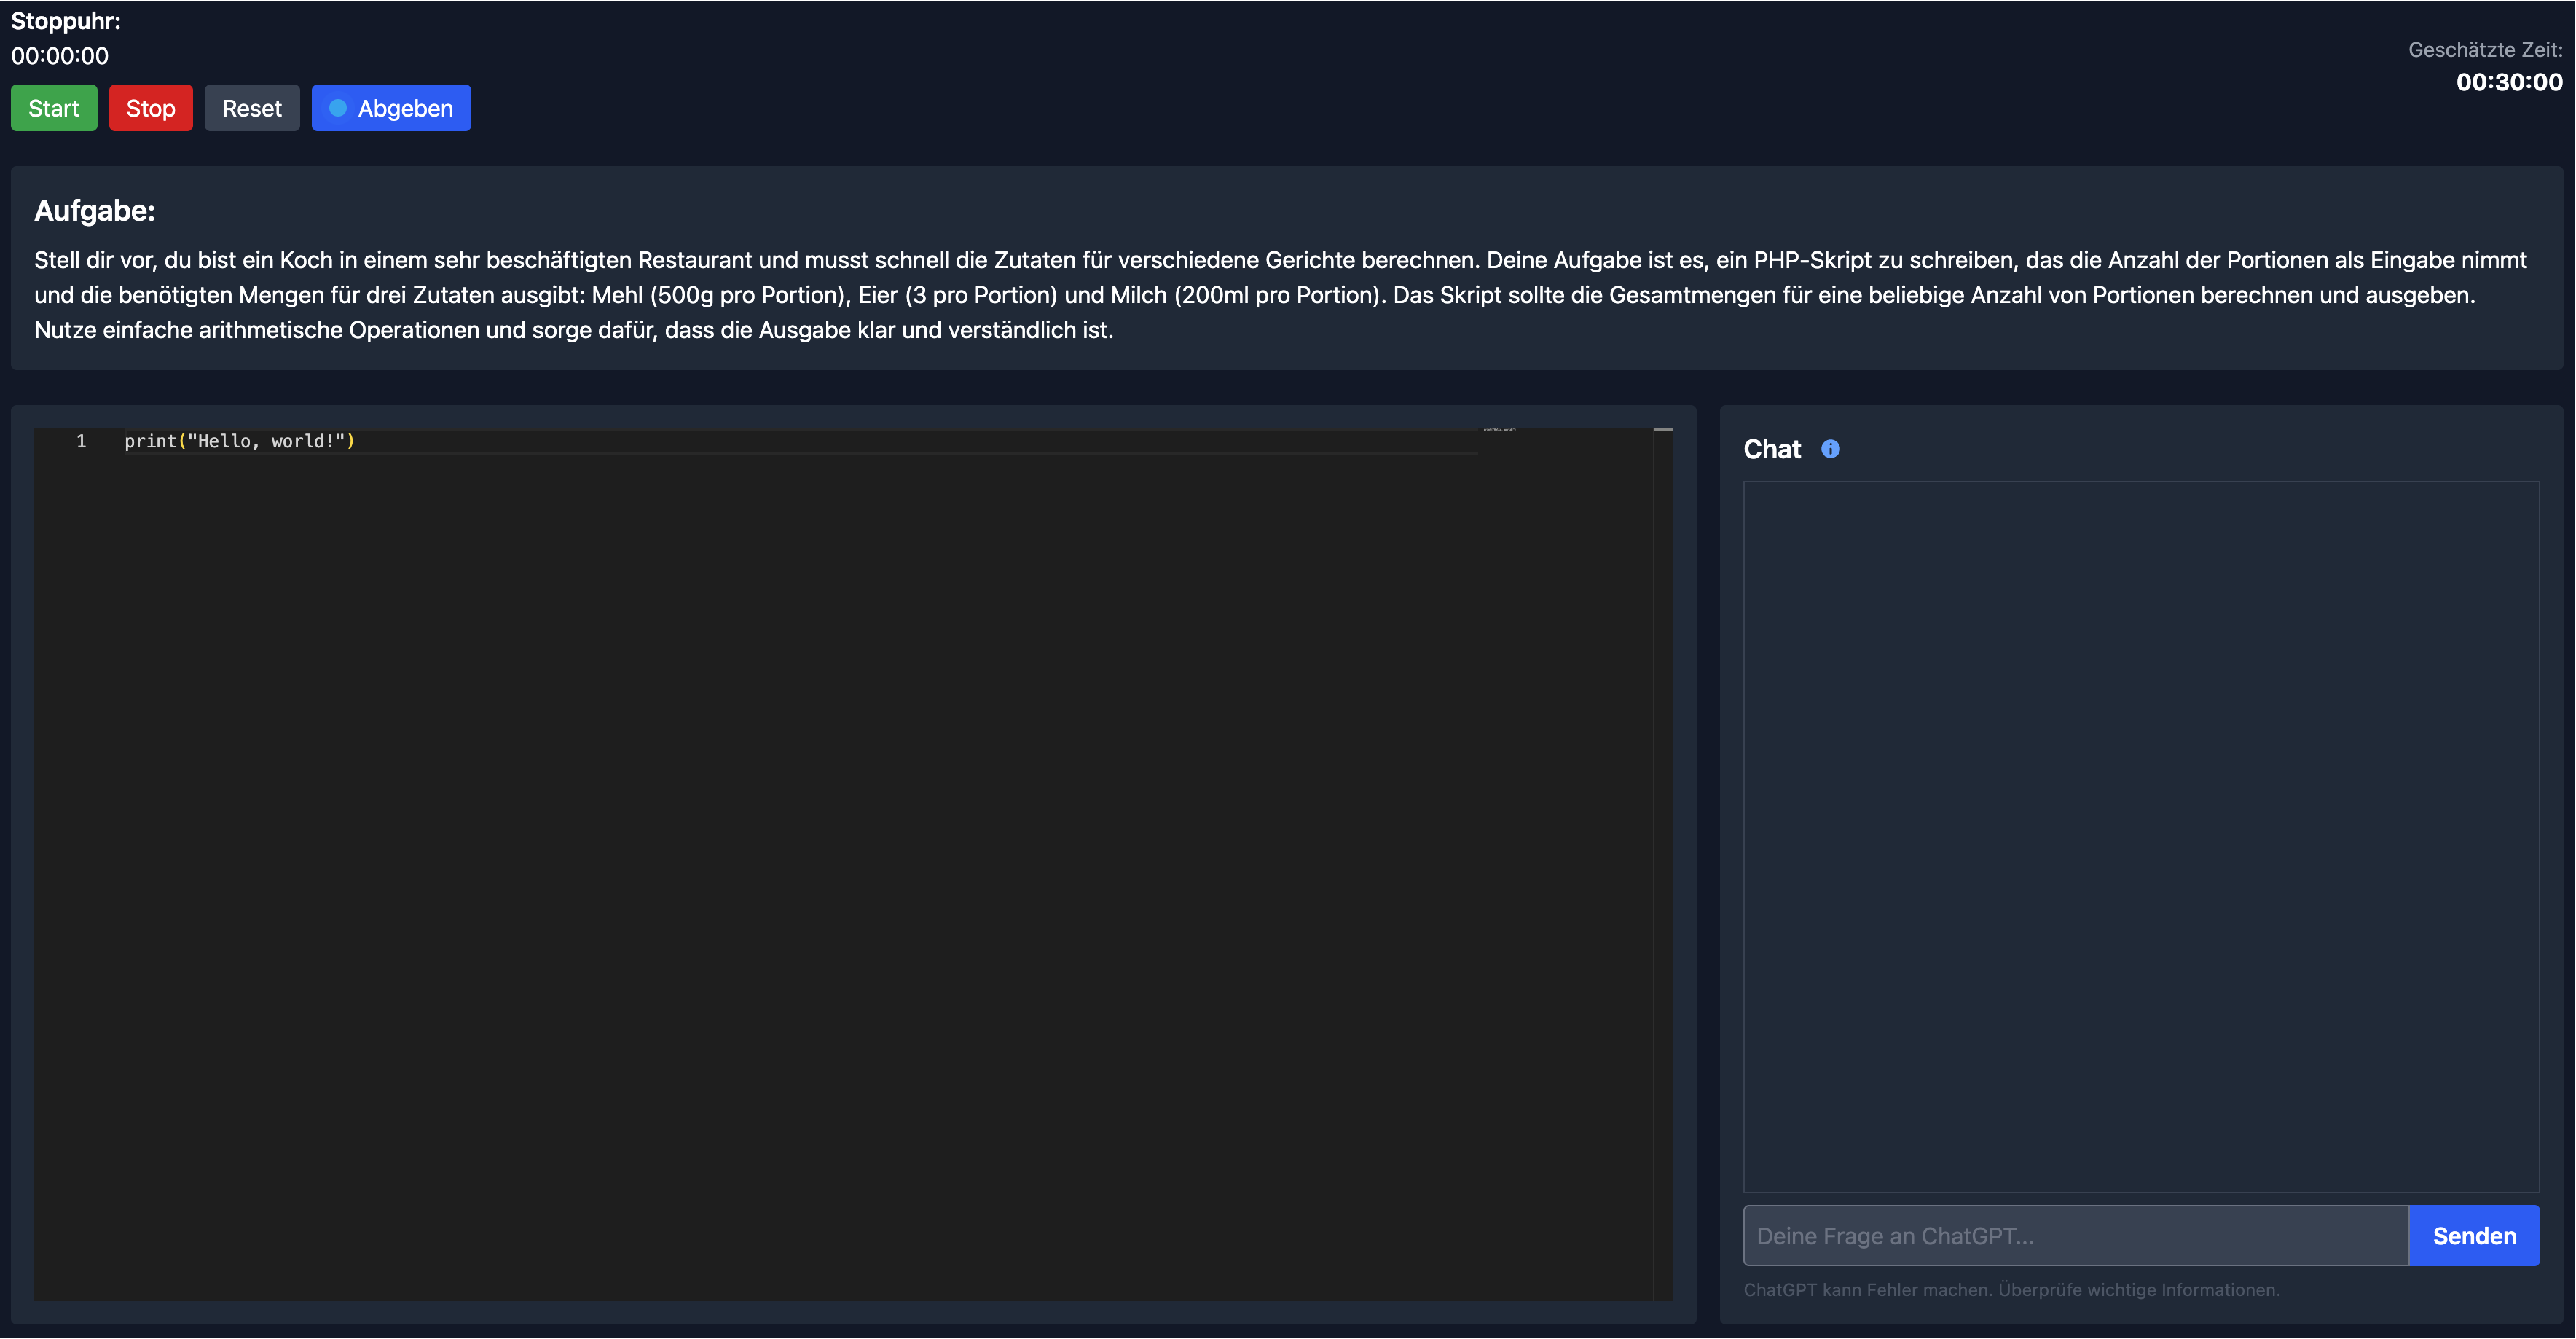 Stoppuhr:
00:00:00
Start
Stop
Reset
Abgeben
Geschätzte Zeit:
00:30:00
Aufgabe:
Stell dir vor, du bist ein Koch in einem sehr beschäftigten Restaurant und musst schnell die Zutaten für verschiedene Gerichte berechnen. Deine Aufgabe ist es, ein PHP-Skript zu schreiben, das die Anzahl der Portionen als Eingabe nimmt
und die benötigten Mengen für drei Zutaten ausgibt: Mehl (500g pro Portion), Eier (3 pro Portion) und Milch (200ml pro Portion). Das Skript sollte die Gesamtmengen für eine beliebige Anzahl von Portionen berechnen und ausgeben.
Nutze einfache arithmetische Operationen und sorge dafür, dass die Ausgabe klar und verständlich ist.
1 print("Hello, world!")
Chat
Deine Frage an ChatGPT...
Senden
ChatGPT kann Fehler machen. Überprüfe wichtige Informationen.